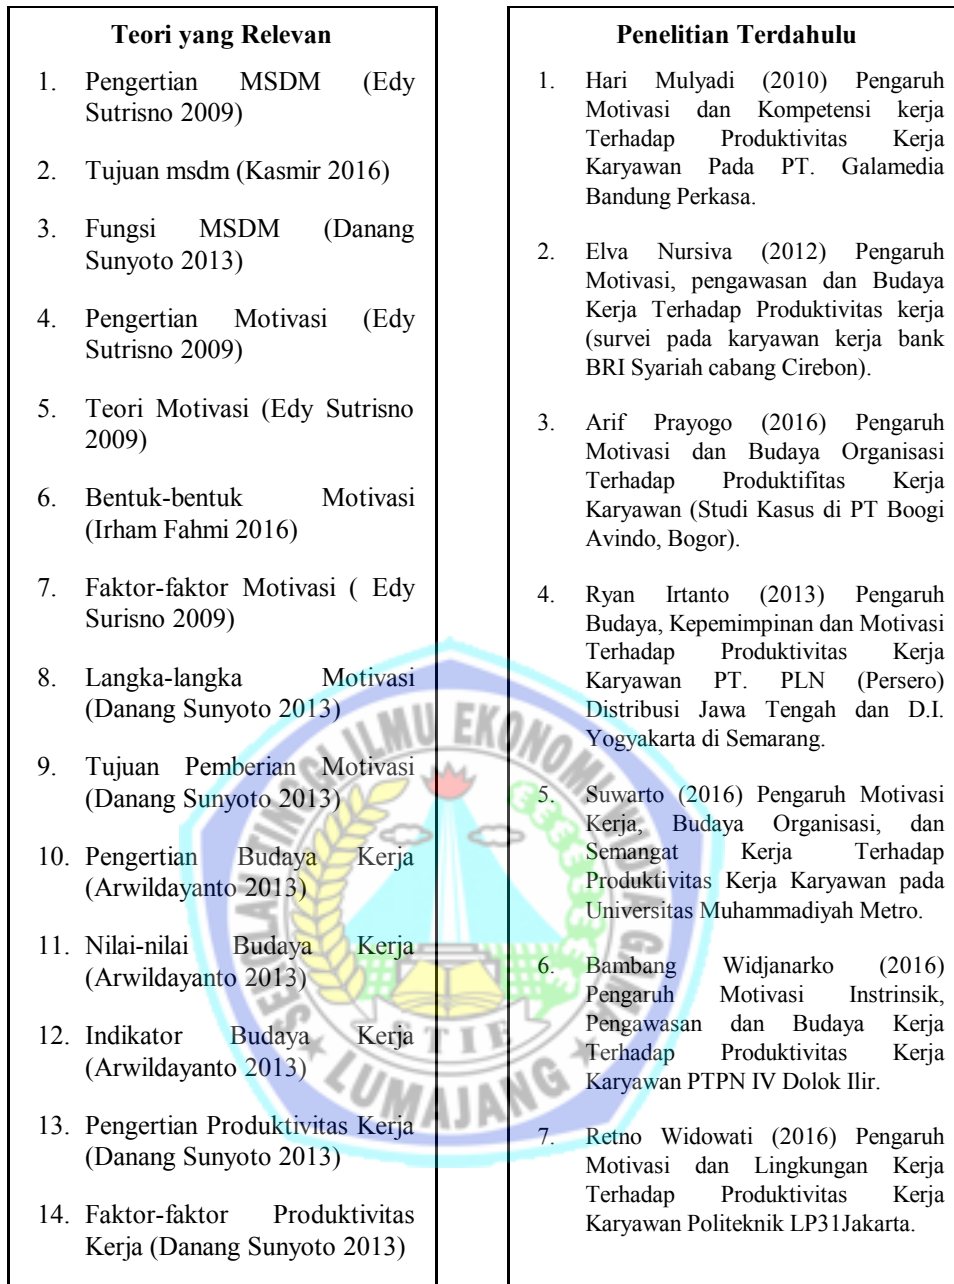 Teori yang Relevan
1. Pengertian MSDM (Edy
Sutrisno 2009)
2. Tujuan msdm (Kasmir 2016)
3. Fungsi MSDM (Danang
Sunyoto 2013)
4. Pengertian Motivasi (Edy
Sutrisno 2009)
5. Teori Motivasi (Edy Sutrisno
2009)
6. Bentuk-bentuk Motivasi
(Irham Fahmi 2016)
7. Faktor-faktor Motivasi ( Edy
Surisno 2009)
8. Langka-langka Motivasi
(Danang Sunyoto 2013)
9. Tujuan Pemberian Motivasi
(Danang Sunyoto 2013)
10. Pengertian Budaya Kerja
(Arwildayanto 2013)
11. Nilai-nilai Budaya Kerja
(Arwildayanto 2013)
12. Indikator Budaya Kerja
(Arwildayanto 2013)
13. Pengertian Produktivitas Kerja
(Danang Sunyoto 2013)
14. Faktor-faktor Produktivitas
Kerja (Danang Sunyoto 2013)
Penelitian Terdahulu
1. Hari Mulyadi (2010) Pengaruh
Motivasi dan Kompetensi kerja
Terhadap Produktivitas Kerja
Karyawan Pada PT. Galamedia
Bandung Perkasa.
2. Elva Nursiva (2012) Pengaruh
Motivasi, pengawasan dan Budaya
Kerja Terhadap Produktivitas kerja
(survei pada karyawan kerja bank
BRI Syariah cabang Cirebon).
3. Arif Prayogo (2016) Pengaruh
Motivasi dan Budaya Organisasi
Terhadap Produktifitas Kerja
Karyawan (Studi Kasus di PT Boogi
Avindo, Bogor).
4. Ryan Irtanto (2013) Pengaruh
Budaya, Kepemimpinan dan Motivasi
Terhadap Produktivitas Kerja
Karyawan PT. PLN (Persero)
Distribusi Jawa Tengah dan D.I.
Yogyakarta di Semarang.
5. Suwarto (2016) Pengaruh Motivasi
Kerja, Budaya Organisasi, dan
Semangat Kerja Terhadap
Produktivitas Kerja Karyawan pada
Universitas Muhammadiyah Metro.
6. Bambang Widjanarko (2016)
Pengaruh Motivasi Instrinsik,
Pengawasan dan Budaya Kerja
Terhadap Produktivitas Kerja
Karyawan PTPN IV Dolok Ilir.
7. Retno Widowati (2016) Pengaruh
Motivasi dan Lingkungan Kerja
Terhadap Produktivitas Kerja
Karyawan Politeknik LP31Jakarta.
SEKOLAH TINGGI ILMU EKONOMI WIDYA GAMA
STIE
LUMAJANG